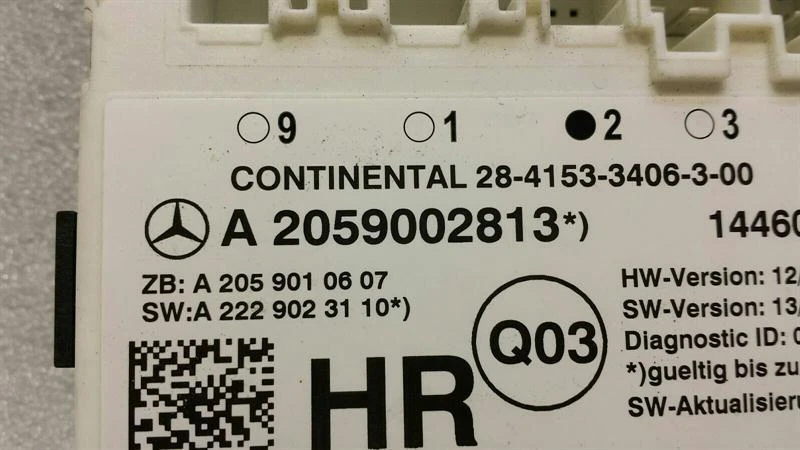 9 1 2 3
CONTINENTAL 28-4153-3406-3-00
A 2059002813*) 14460
ZB: A 205 901 06 07
SW:A 222 902 31 10*)
HW-Version: 12/
SW-Version: 13/
Diagnostic ID: 0
*)gueltig bis zu
SW-Aktualisieru
Q03
HR